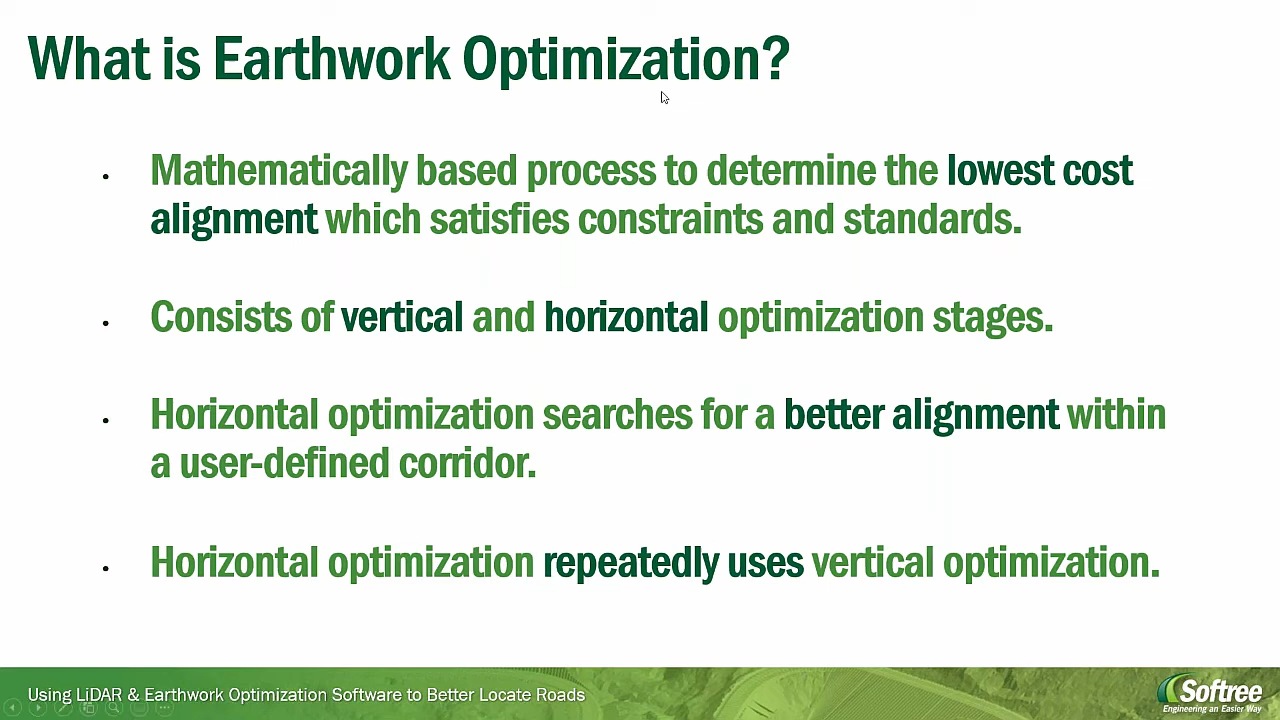 What is Earthwork Optimization?
• Mathematically based process to determine the lowest cost
alignment which satisfies constraints and standards.
• Consists of vertical and horizontal optimization stages.
• Horizontal optimization searches for a better alignment within
a user-defined corridor.
• Horizontal optimization repeatedly uses vertical optimization.
Using LiDAR & Earthwork Optimization Software to Better Locate Roads
Softree
Engineering an Easier Way